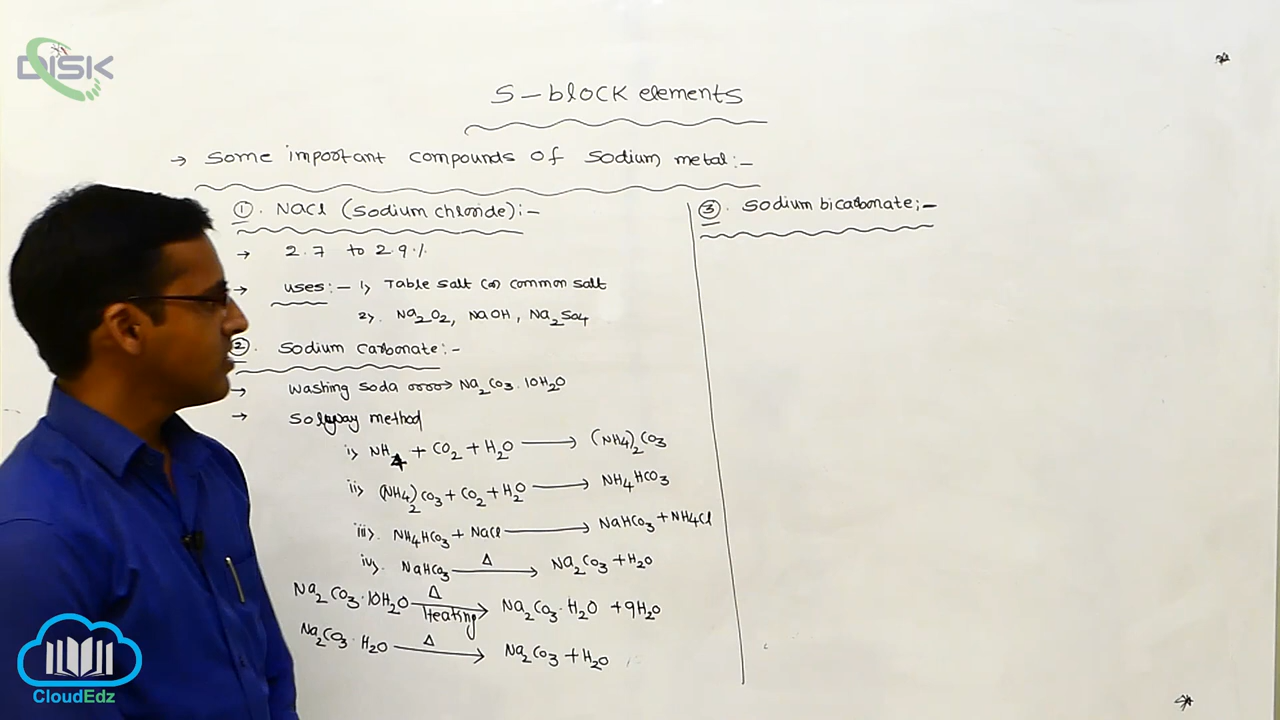 DISK
S-block elements
→ Some important compounds of Sodium metal:-
① . NaCl (Sodium chloride):-
→ 2.7 to 2.9%
→ uses:- 1) Table salt (or) common salt
2) . Na₂O₂, NaOH, Na₂SO₄
② . Sodium carbonate:-
→ Washing soda → Na₂CO₃.10H₂O
→ method
i) NH₄ + CO₂ + H₂O → (NH₄)₂CO₃
ii) (NH₄)₂CO₃ + CO₂ + H₂O → NH₄HCO₃
iii). NH₄HCO₃ + NaCl → NaHCO₃ + NH₄Cl
iv). NaHCO₃ Δ → Na₂CO₃ + H₂O
Na₂CO₃.10H₂O Δ Heating → Na₂CO₃.H₂O + 9H₂O
Na₂CO₃.H₂O Δ → Na₂CO₃ + H₂O
③ . Sodium bicarbonate:-
CloudEdz